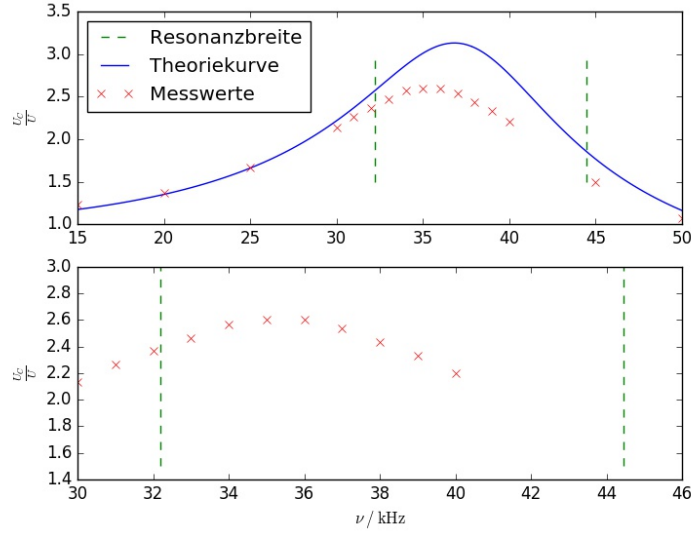 3.5
3.0
2.5
2.0
1.5
1.0
U_C/U
Resonanzbreite
Theoriekurve
Messwerte
15 20 25 30 35 40 45 50
3.0
2.8
2.6
2.4
2.2
2.0
1.8
1.6
1.4
U_C/U
30 32 34 36 38 40 42 44 46
ν / kHz